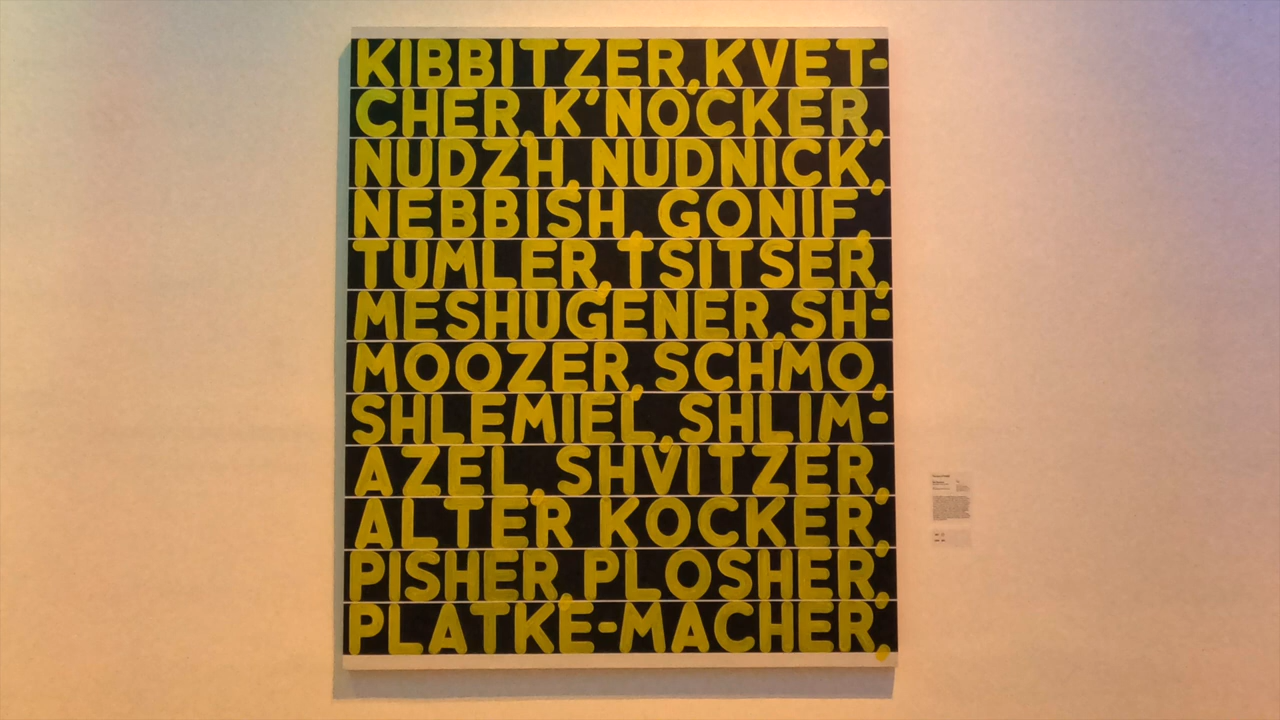 KIBBITZER, KVET-
CHER, K'NOCKER,
NUDZH, NUDNICK,
NEBBISH, GONIF,
TUMLER, TSITSER,
MESHUGENER, SH-
MOOZER, SCHMO,
SHLEMIEL, SHLIM-
AZEL, SHVITZER,
ALTER KOCKER,
PISHER, PLOSHER,
PLATKE-MACHER,